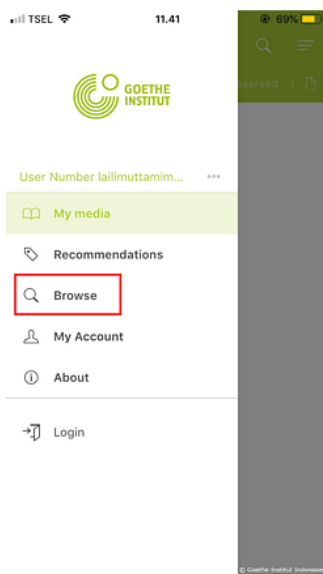 TSEL 11.41 69%
GOETHE
INSTITUT
eserved
User Number lailimuttamim...
My media
Recommendations
Browse
My Account
About
Login
© Goethe-Institut Indonesien